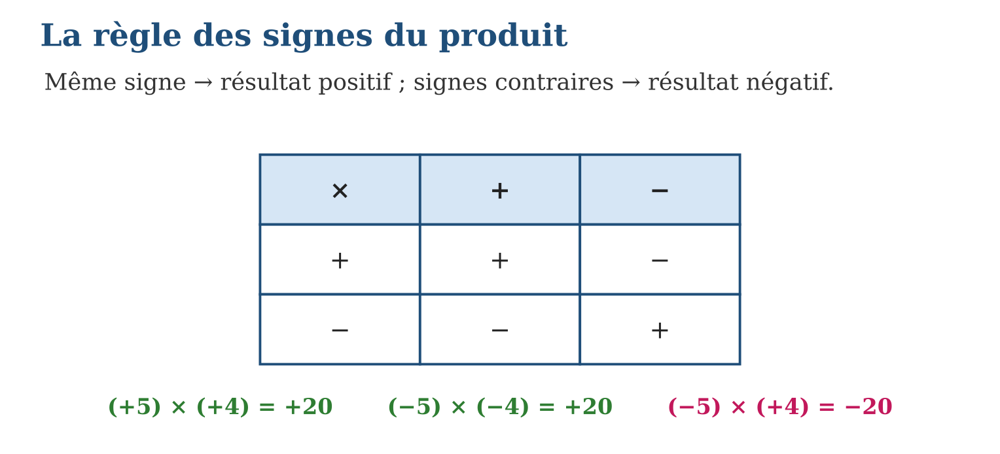 La règle des signes du produit
Même signe → résultat positif ; signes contraires → résultat négatif.
× + −
+ + −
− − +
(+5) × (+4) = +20 (−5) × (−4) = +20 (−5) × (+4) = −20